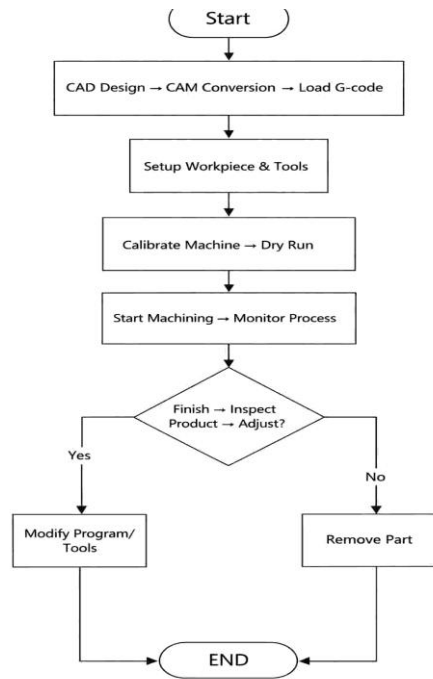 Start
CAD Design → CAM Conversion → Load G-code
Setup Workpiece & Tools
Calibrate Machine → Dry Run
Start Machining → Monitor Process
Finish → Inspect
Product → Adjust?
Yes
No
Modify Program/
Tools
Remove Part
END